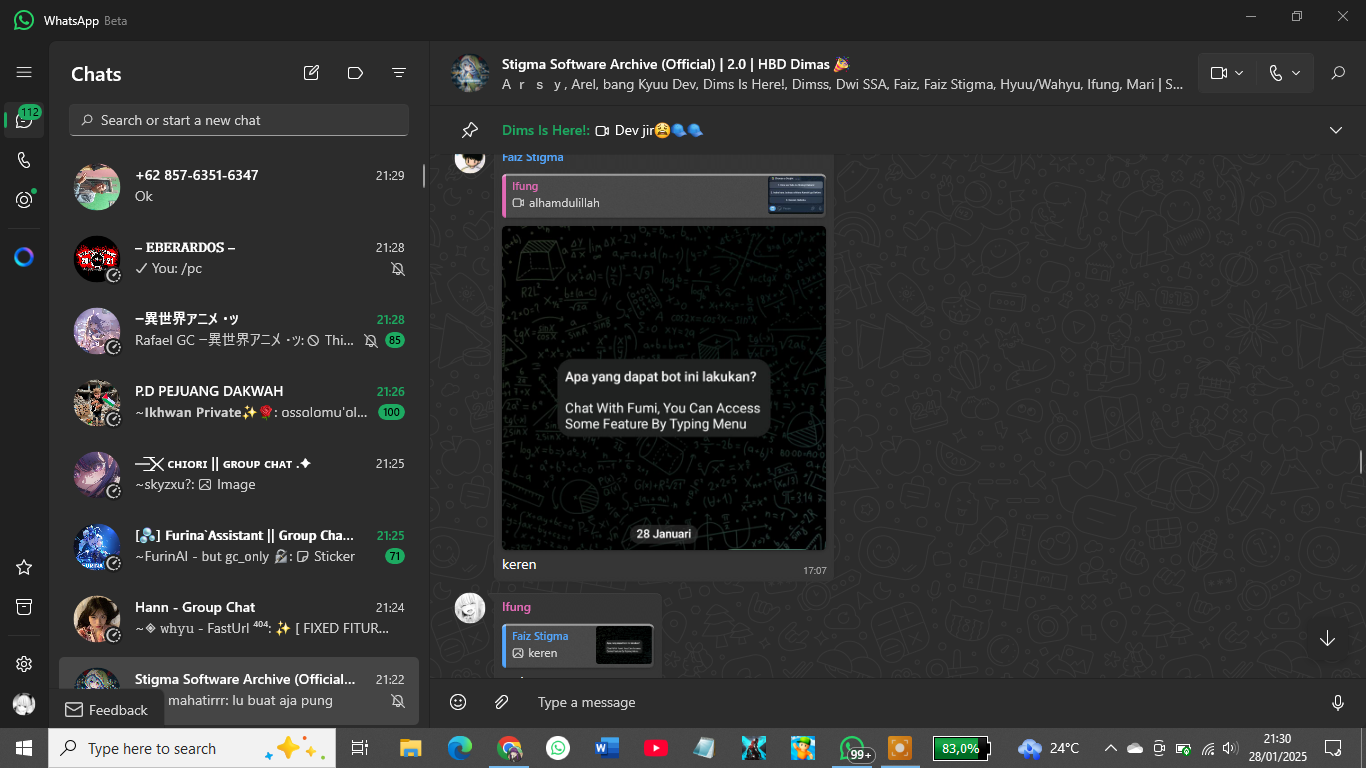 WhatsApp Beta
112
Chats
Search or start a new chat
+62 857-6351-6347 21:29
Ok
– EBERARDOS – 21:28
You: /pc
一異世界アニメ・ッ 21:28
Rafael GC 一異世界アニメ・ッ: Thi... 85
P.D PEJUANG DAKWAH 21:26
~Ikhwan Private✨🌹: ossolomu'ol... 100
ᴄʜɪᴏʀɪ || ɢʀᴏᴜᴘ ᴄʜᴀᴛ .✦ 21:25
~skyzxu?: Image
[🫧] Furina`Assistant || Group Cha... 21:25
~FurinAI - but gc_only: Sticker 71
Hann - Group Chat 21:24
~◈ whyu - FastUrl ⁴⁰⁴: ✨ [ FIXED FITUR...
Stigma Software Archive (Official... 21:22
mahatirrr: lu buat aja pung
Feedback
Stigma Software Archive (Official) | 2.0 | HBD Dimas 🎉
A r s y, Arel, bang Kyuu Dev, Dims Is Here!, Dimss, Dwi SSA, Faiz, Faiz Stigma, Hyuu/Wahyu, Ifung, Mari | S...
Dims Is Here!: Dev jir😫🧢🧢
Faiz Stigma
Ifung
alhamdulillah
Apa yang dapat bot ini lakukan?
Chat With Fumi, You Can Access
Some Feature By Typing Menu
28 Januari
keren
17:07
Ifung
Faiz Stigma
keren
Type a message
Type here to search
99+
83,0%
24°C
21:30
28/01/2025